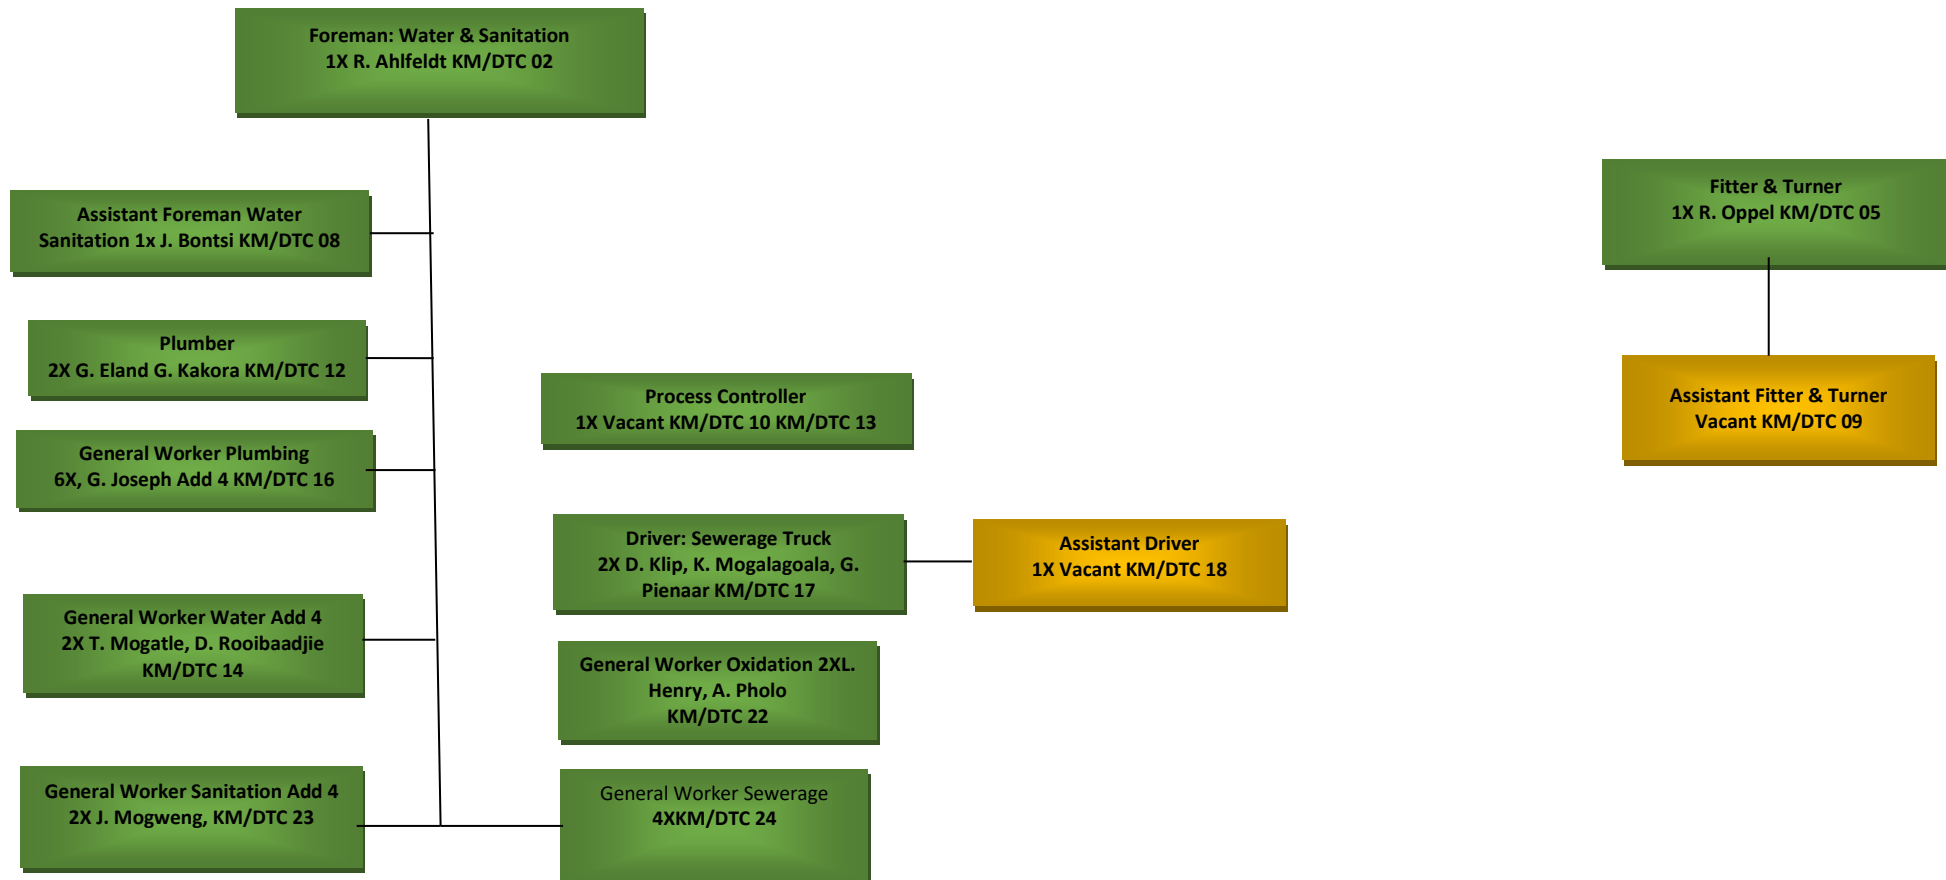 Foreman: Water & Sanitation
1X R. Ahlfeldt KM/DTC 02
Fitter & Turner
1X R. Oppel KM/DTC 05
Assistant Foreman Water
Sanitation 1x J. Bontsi KM/DTC 08
Plumber
2X G. Eland G. Kakora KM/DTC 12
Process Controller
1X Vacant KM/DTC 10 KM/DTC 13
Assistant Fitter & Turner
Vacant KM/DTC 09
General Worker Plumbing
6X, G. Joseph Add 4 KM/DTC 16
Driver: Sewerage Truck
2X D. Klip, K. Mogalagoala, G.
Pienaar KM/DTC 17
Assistant Driver
1X Vacant KM/DTC 18
General Worker Water Add 4
2X T. Mogatle, D. Rooibaadjie
KM/DTC 14
General Worker Oxidation 2XL.
Henry, A. Pholo
KM/DTC 22
General Worker Sanitation Add 4
2X J. Mogweng, KM/DTC 23
General Worker Sewerage
4XKM/DTC 24